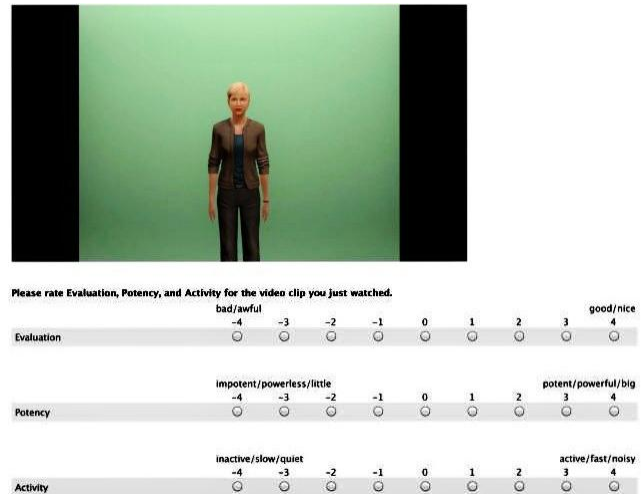 Please rate Evaluation, Potency, and Activity for the video clip you just watched.
bad/awful good/nice
-4 -3 -2 -1 0 1 2 3 4
Evaluation
impotent/powerless/little potent/powerful/big
-4 -3 -2 -1 0 1 2 3 4
Potency
inactive/slow/quiet active/fast/noisy
-4 -3 -2 -1 0 1 2 3 4
Activity